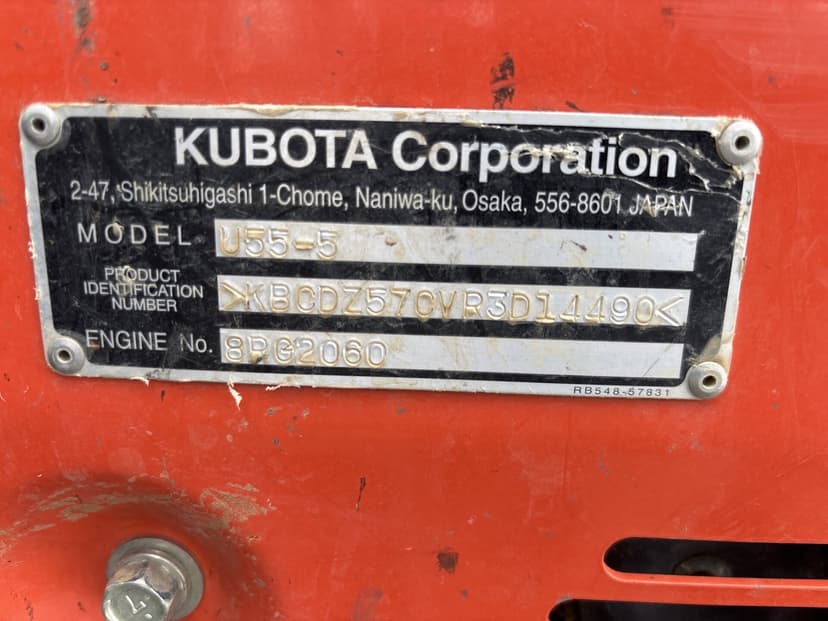 KUBOTA Corporation
2-47, Shikitsuhigashi 1-Chome, Naniwa-ku, Osaka, 556-8601 JAPAN
MODEL U55-5
PRODUCT IDENTIFICATION NUMBER >KBCDZ57CVR3D14490<
ENGINE No. 8PG2060
RB548-57831